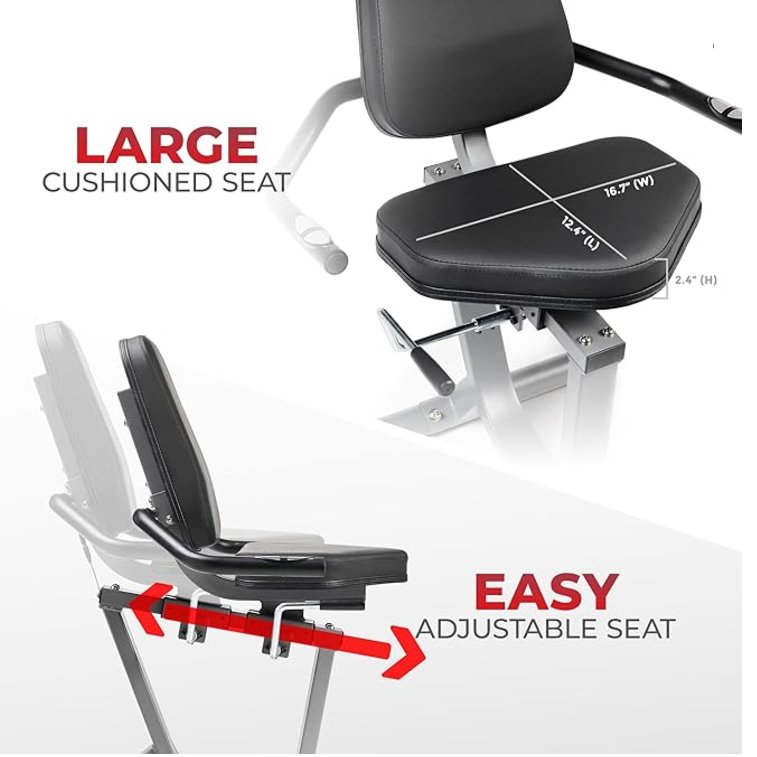 LARGE
CUSHIONED SEAT
16.7" (W)
12.4" (L)
2.4" (H)
EASY
ADJUSTABLE SEAT